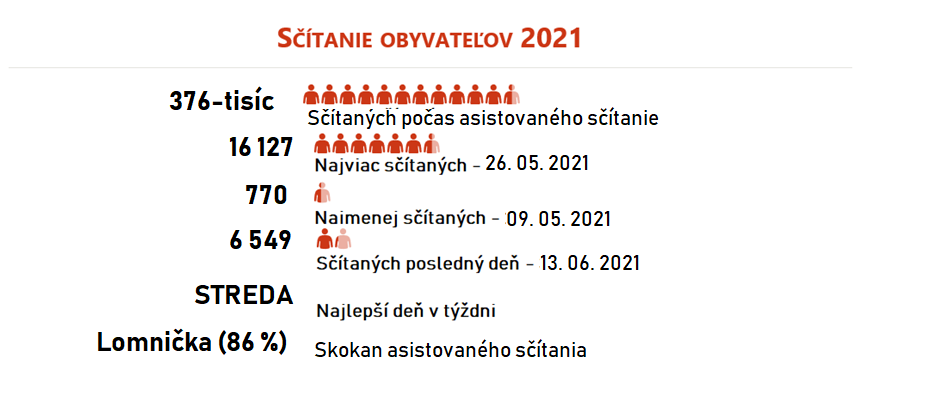 SČÍTANIE OBYVATEĽOV 2021
376-tisíc
Sčítaných počas asistovaného sčítanie
16 127
Najviac sčítaných - 26. 05. 2021
770
Najmenej sčítaných - 09. 05. 2021
6 549
Sčítaných posledný deň - 13. 06. 2021
STREDA
Najlepší deň v týždni
Lomnička (86 %)
Skokan asistovaného sčítania